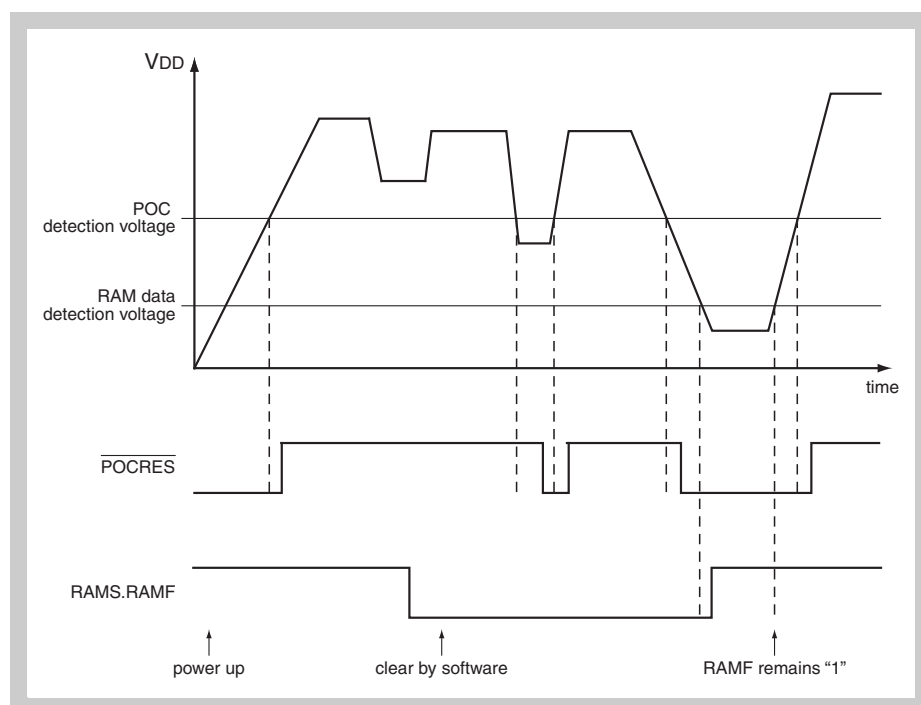 VDD
POC
detection voltage
RAM data
detection voltage
time
POCRES
RAMS.RAMF
power up
clear by software
RAMF remains “1”